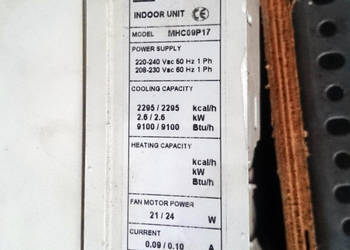 INDOOR UNIT CE
MODEL MHC09P17
POWER SUPPLY
220-240 Vac 50 Hz 1 Ph
208-230 Vac 60 Hz 1 Ph
COOLING CAPACITY
2295 / 2295 kcal/h
2.6 / 2.6 kW
9100 / 9100 Btu/h
HEATING CAPACITY
kcal/h
kW
Btu/h
FAN MOTOR POWER
21 / 24 W
CURRENT
0.09 / 0.10 A